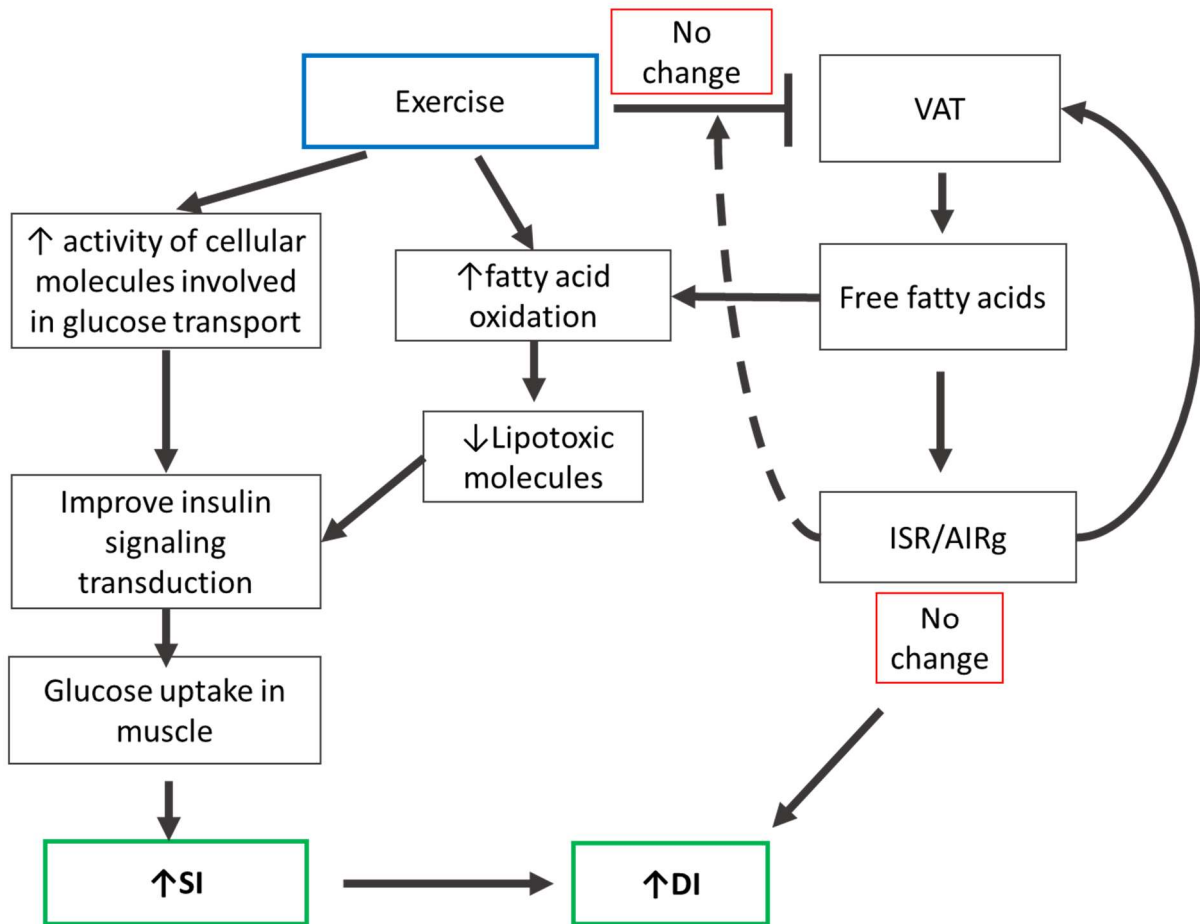 No
change
Exercise
VAT
↑ activity of cellular
molecules involved
in glucose transport
↑fatty acid
oxidation
Free fatty acids
↓Lipotoxic
molecules
Improve insulin
signaling
transduction
ISR/AIRg
No
change
Glucose uptake in
muscle
↑SI
↑DI